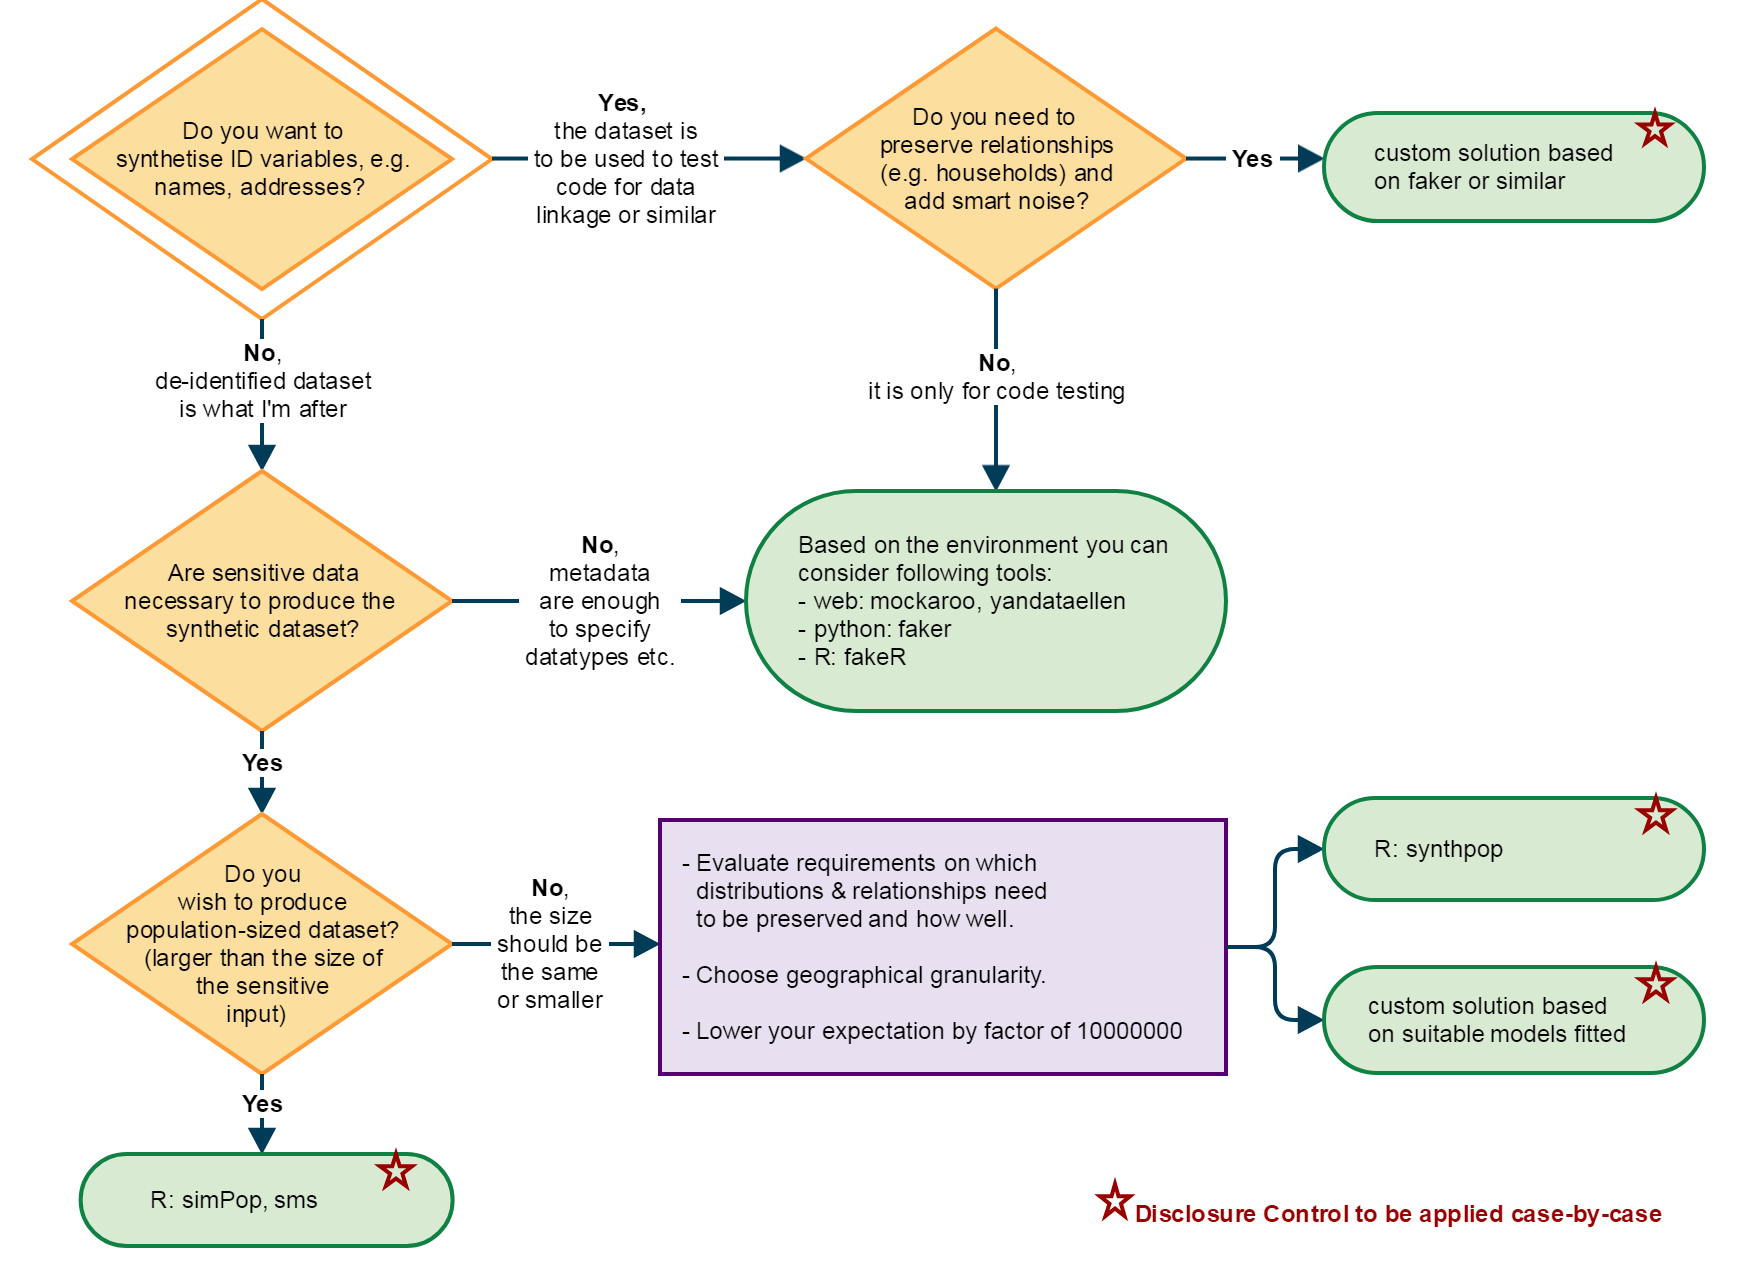 Do you want to
synthetise ID variables, e.g.
names, addresses?
Yes,
the dataset is
to be used to test
code for data
linkage or similar
Do you need to
preserve relationships
(e.g. households) and
add smart noise?
Yes
custom solution based
on faker or similar
No,
de-identified dataset
is what I'm after
No,
it is only for code testing
Are sensitive data
necessary to produce the
synthetic dataset?
No,
metadata
are enough
to specify
datatypes etc.
Based on the environment you can
consider following tools:
- web: mockaroo, yandataellen
- python: faker
- R: fakeR
Yes
Do you
wish to produce
population-sized dataset?
(larger than the size of
the sensitive
input)
No,
the size
should be
the same
or smaller
- Evaluate requirements on which
distributions & relationships need
to be preserved and how well.
- Choose geographical granularity.
- Lower your expectation by factor of 10000000
R: synthpop
custom solution based
on suitable models fitted
Yes
R: simPop, sms
Disclosure Control to be applied case-by-case